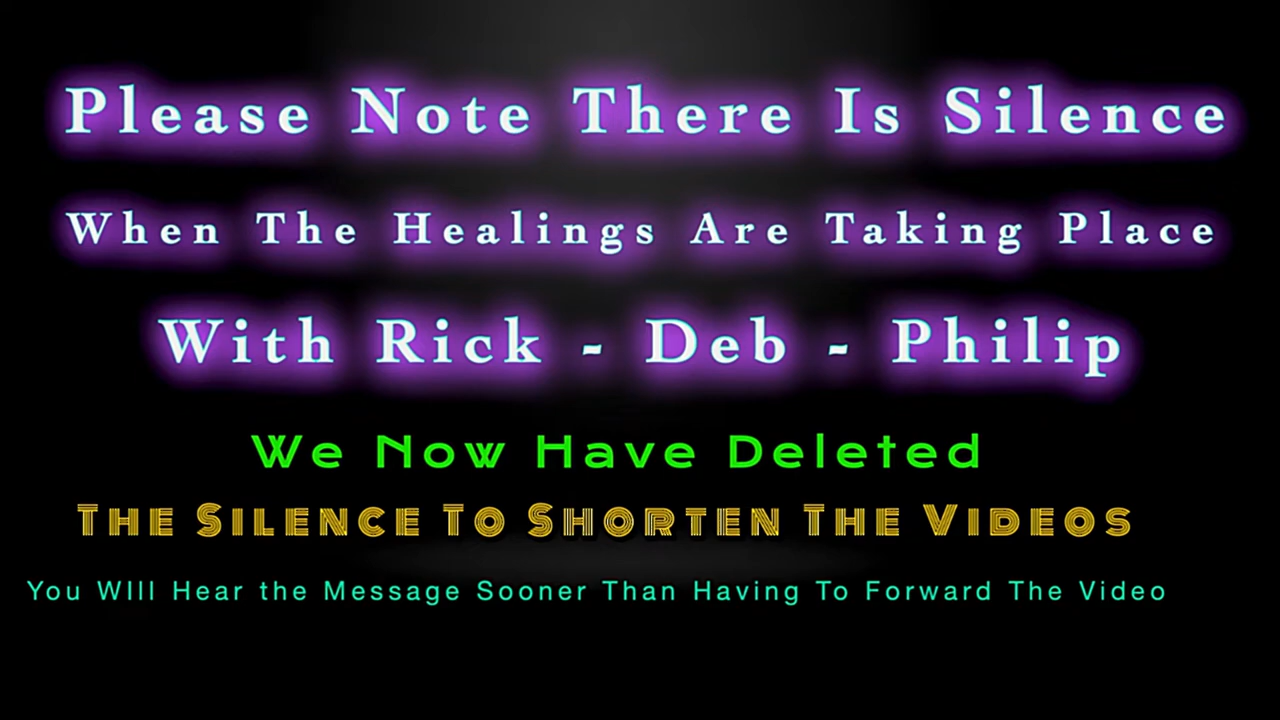 Please Note There Is Silence
When The Healings Are Taking Place
With Rick - Deb - Philip
We Now Have Deleted
The Silence To Shorten The Videos
You WIll Hear the Message Sooner Than Having To Forward The Video